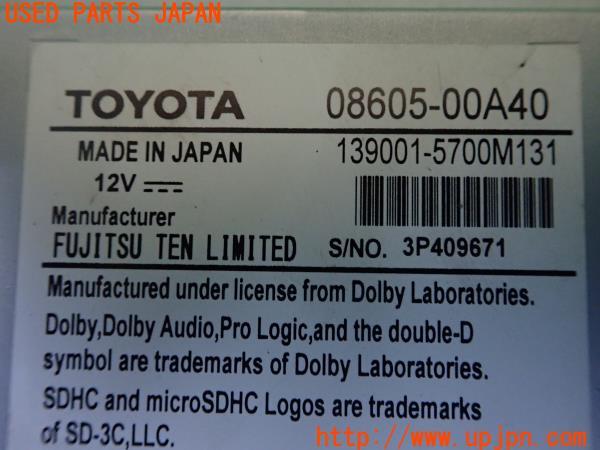 USED PARTS JAPAN
TOYOTA 08605-00A40
MADE IN JAPAN 139001-5700M131
12V
Manufacturer
FUJITSU TEN LIMITED S/NO. 3P409671
Manufactured under license from Dolby Laboratories.
Dolby,Dolby Audio,Pro Logic,and the double-D
symbol are trademarks of Dolby Laboratories.
SDHC and microSDHC Logos are trademarks
of SD-3C,LLC.
http://www.upjpn.com